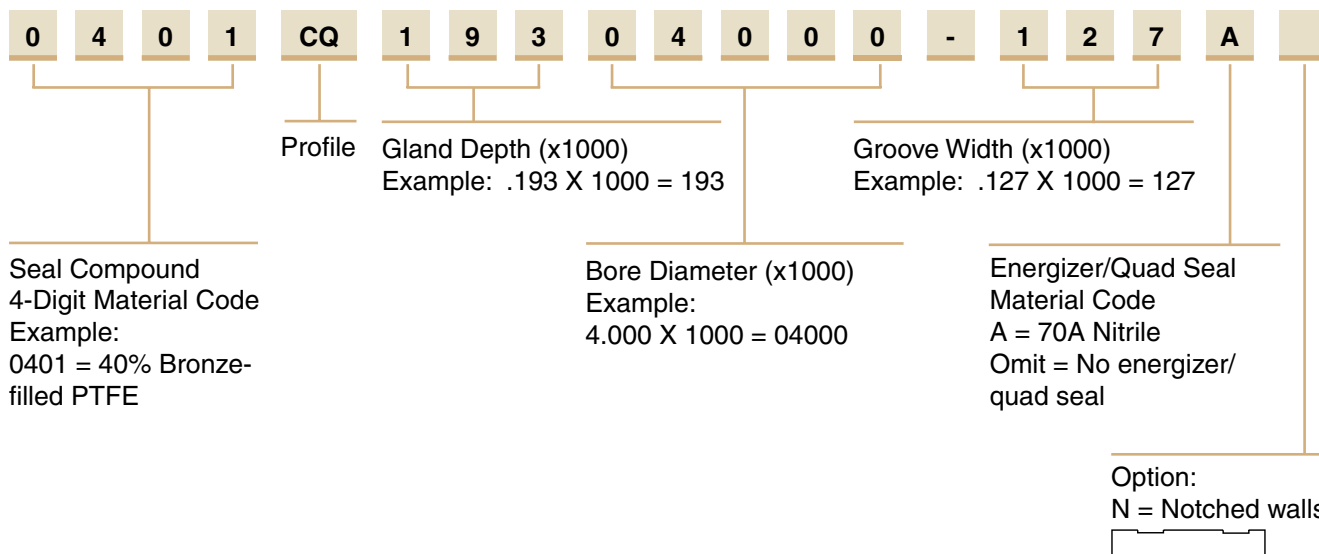 0 4 0 1 CQ 1 9 3 0 4 0 0 0 - 1 2 7 A
Profile
Gland Depth (x1000)
Example: .193 X 1000 = 193
Groove Width (x1000)
Example: .127 X 1000 = 127
Seal Compound
4-Digit Material Code
Example:
0401 = 40% Bronze-
filled PTFE
Bore Diameter (x1000)
Example:
4.000 X 1000 = 04000
Energizer/Quad Seal
Material Code
A = 70A Nitrile
Omit = No energizer/
quad seal
Option:
N = Notched walls